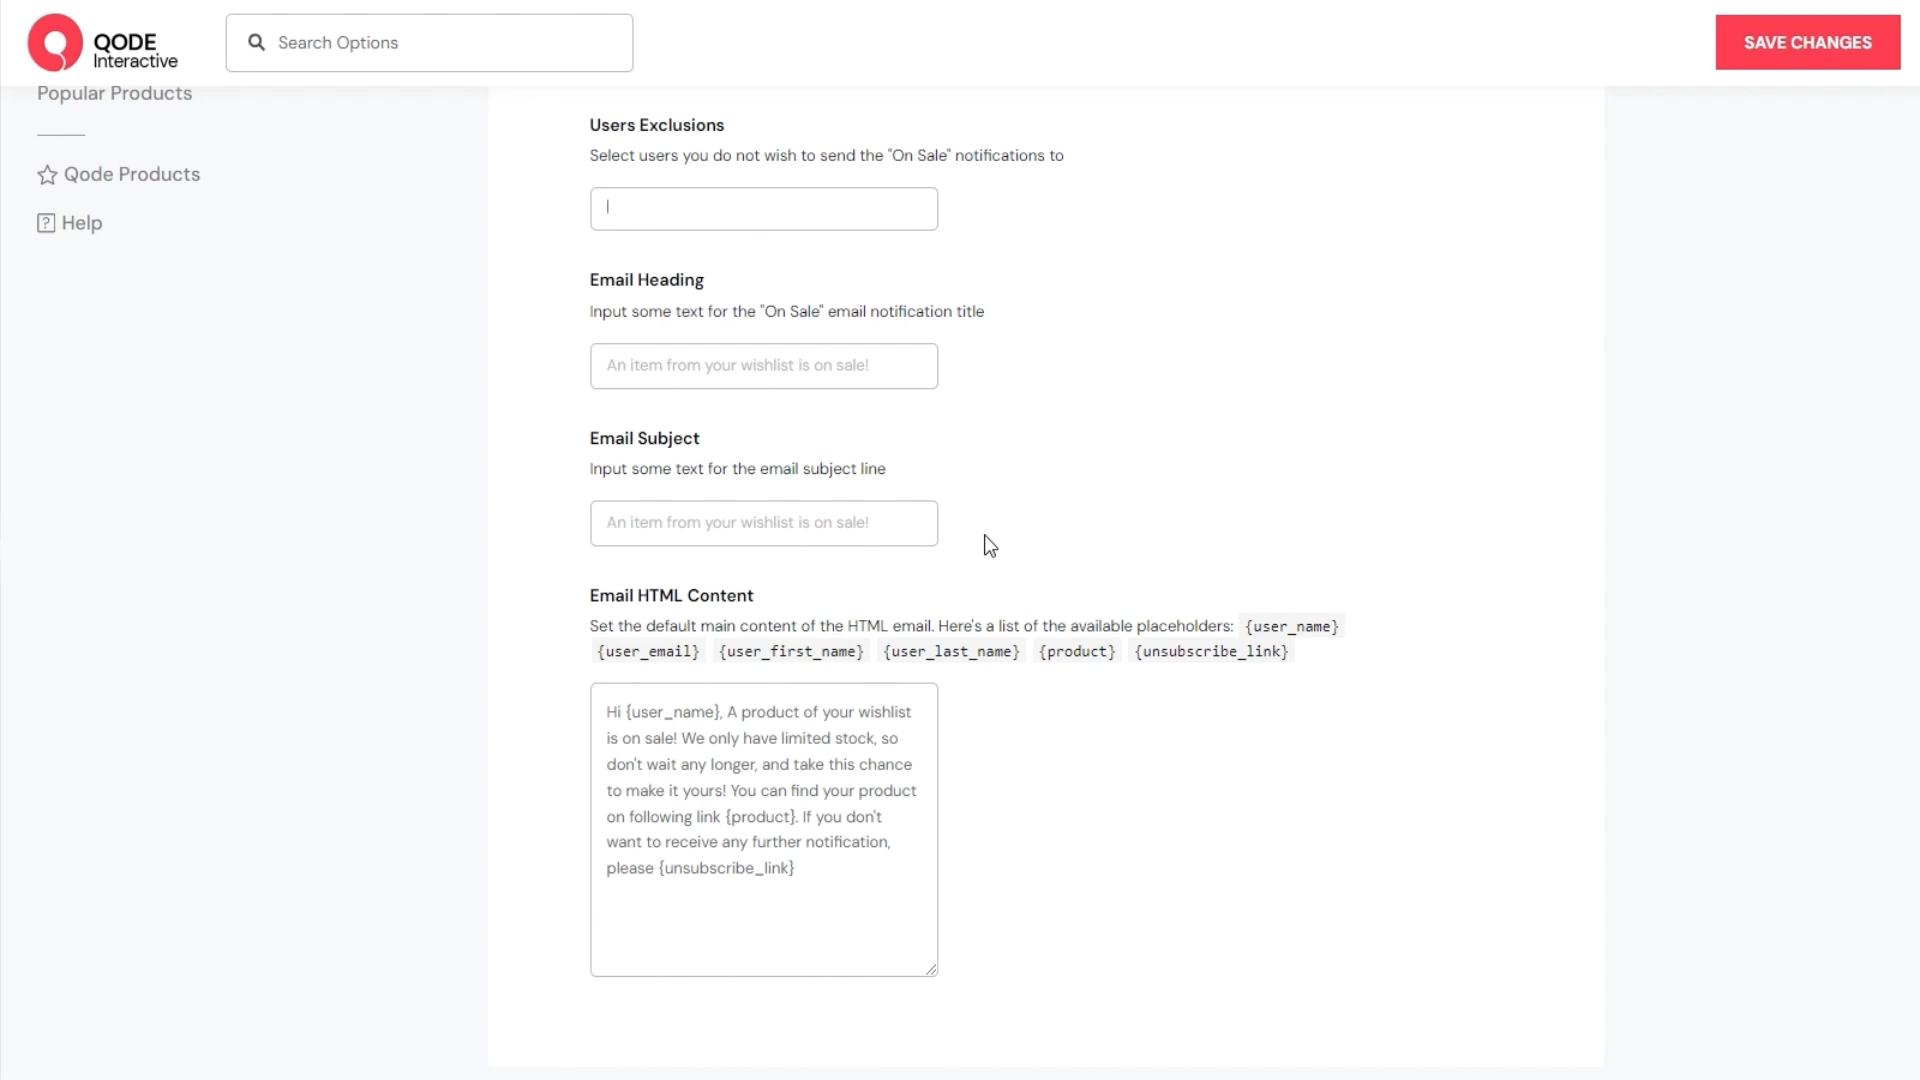 QODE
Interactive
Search Options
SAVE CHANGES
Popular Products
Qode Products
Help
Users Exclusions
Select users you do not wish to send the "On Sale" notifications to
Email Heading
Input some text for the "On Sale" email notification title
An item from your wishlist is on sale!
Email Subject
Input some text for the email subject line
An item from your wishlist is on sale!
Email HTML Content
Set the default main content of the HTML email. Here's a list of the available placeholders: {user_name}
{user_email} {user_first_name} {user_last_name} {product} {unsubscribe_link}
Hi {user_name}, A product of your wishlist
is on sale! We only have limited stock, so
don't wait any longer, and take this chance
to make it yours! You can find your product
on following link {product}. If you don't
want to receive any further notification,
please {unsubscribe_link}